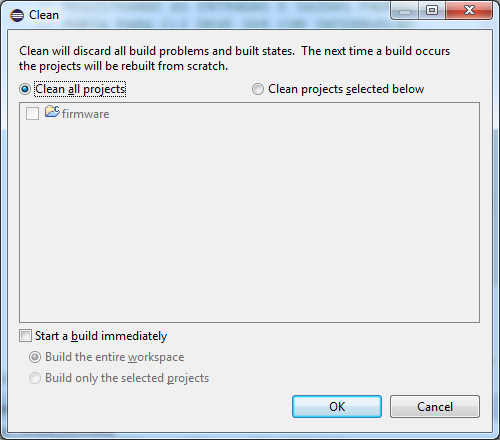 Clean
Clean will discard all build problems and built states.  The next time a build occurs
the projects will be rebuilt from scratch.
Clean all projects
Clean projects selected below
firmware
Start a build immediately
Build the entire workspace
Build only the selected projects
OK
Cancel